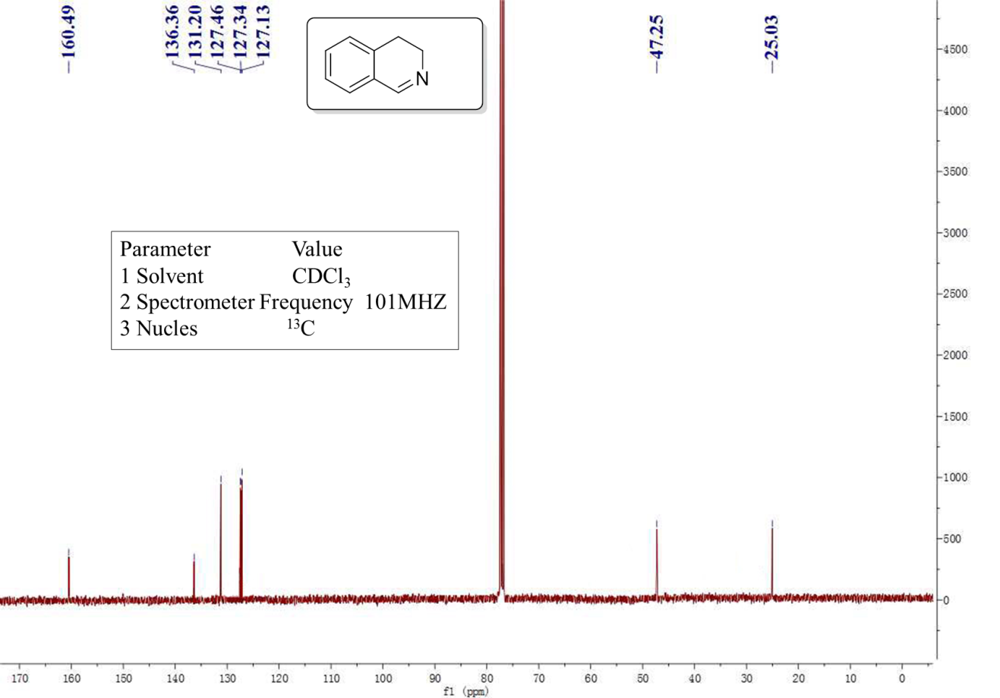 160.49
136.36
131.20
127.46
127.34
127.13
47.25
25.03
N
Parameter Value
1 Solvent CDCl₃
2 Spectrometer Frequency 101MHZ
3 Nucles ¹³C
4500
4000
3500
3000
2500
2000
1500
1000
500
0
170 160 150 140 130 120 110 100 90 80 70 60 50 40 30 20 10 0
f1 (ppm)